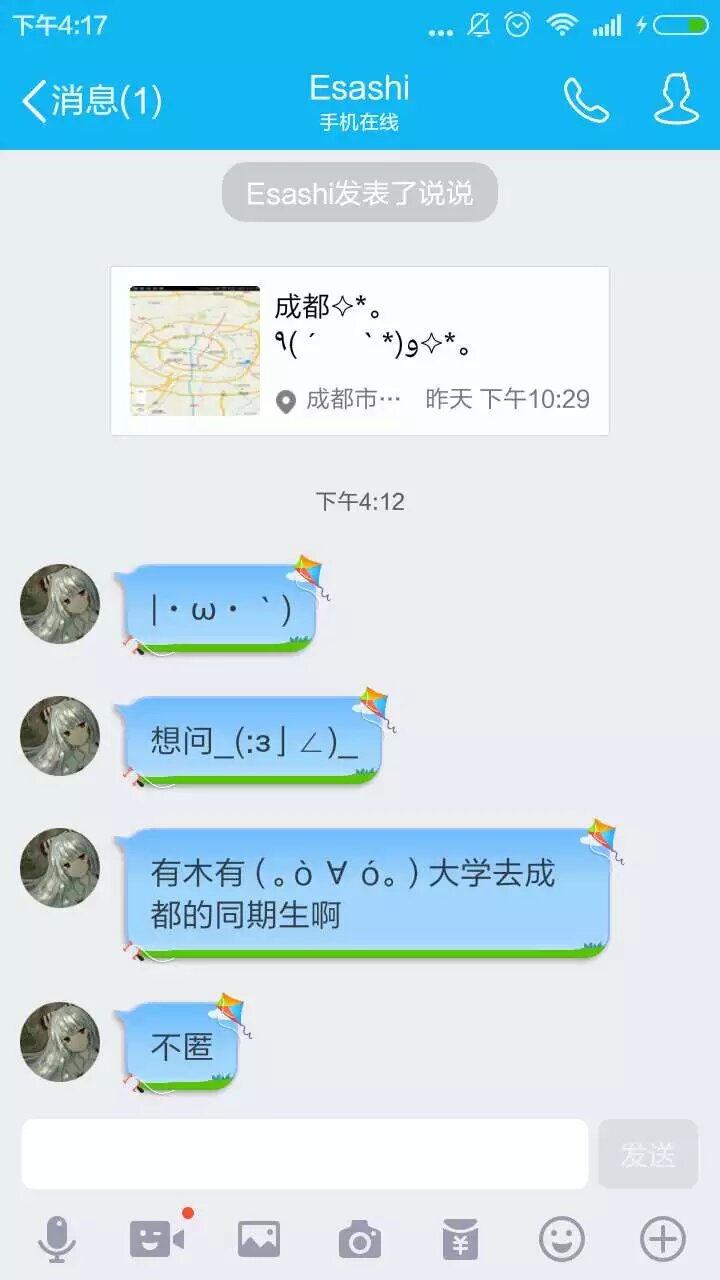 下午4:17
消息(1)
Esashi
手机在线
Esashi发表了说说
成都✧*。
٩(ˊ ˋ*)و✧*。
成都市… 昨天 下午10:29
下午4:12
|・ω・｀)
想问_(:з」∠)_
有木有(｡ò ∀ ó｡)大学去成
都的同期生啊
不匿
发送